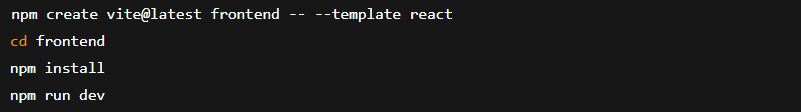 npm create vite@latest frontend -- --template react
cd frontend
npm install
npm run dev